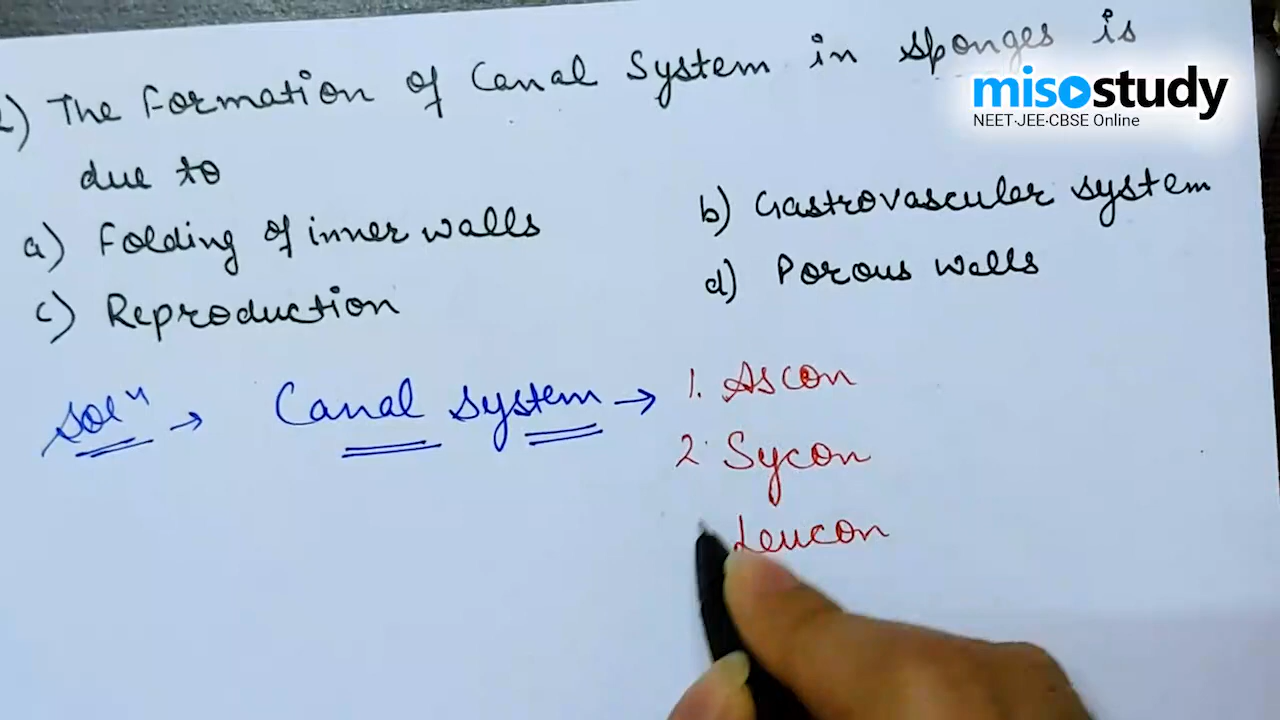 The Formation of Canal System in sponges is
misostudy
NEET-JEE-CBSE Online
due to
a) Folding of inner walls
b) Gastrovascular system
c) Reproduction
d) Porous walls
Solⁿ → Canal system → 1. Ascon
2. Sycon
Leucon